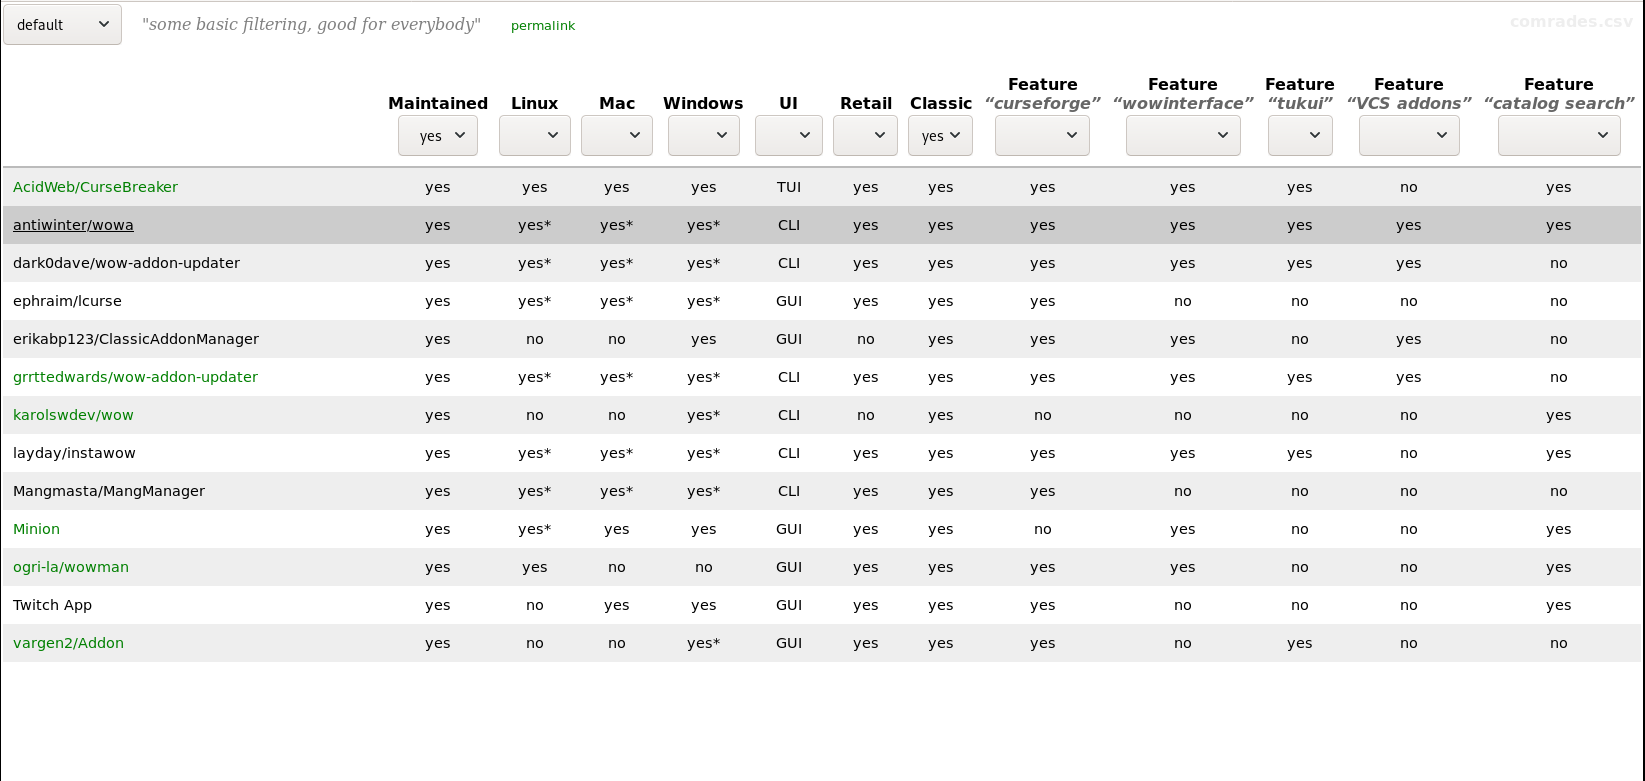 default "some basic filtering, good for everybody" permalink comrades.csv
Feature Feature Feature Feature Feature
Maintained Linux Mac Windows UI Retail Classic “curseforge” “wowinterface” “tukui” “VCS addons” “catalog search”
yes yes
AcidWeb/CurseBreaker yes yes yes yes TUI yes yes yes yes yes no yes
antiwinter/wowa yes yes* yes* yes* CLI yes yes yes yes yes yes yes
dark0dave/wow-addon-updater yes yes* yes* yes* CLI yes yes yes yes yes yes no
ephraim/lcurse yes yes* yes* yes* GUI yes yes yes no no no no
erikabp123/ClassicAddonManager yes no no yes GUI no yes yes yes no yes no
grrttedwards/wow-addon-updater yes yes* yes* yes* CLI yes yes yes yes yes yes no
karolswdev/wow yes no no yes* CLI no yes no no no no yes
layday/instawow yes yes* yes* yes* CLI yes yes yes yes yes no yes
Mangmasta/MangManager yes yes* yes* yes* CLI yes yes yes no no no no
Minion yes yes* yes yes GUI yes yes no yes no no yes
ogri-la/wowman yes yes no no GUI yes yes yes yes no no yes
Twitch App yes no yes yes GUI yes yes yes no no no yes
vargen2/Addon yes no no yes* GUI yes yes yes no yes no no